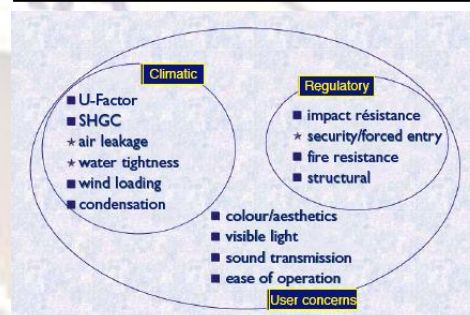 Climatic
■ U-Factor
■ SHGC
★ air leakage
★ water tightness
■ wind loading
■ condensation
Regulatory
■ impact résistance
★ security/forced entry
■ fire resistance
■ structural
■ colour/aesthetics
■ visible light
■ sound transmission
■ ease of operation
User concerns